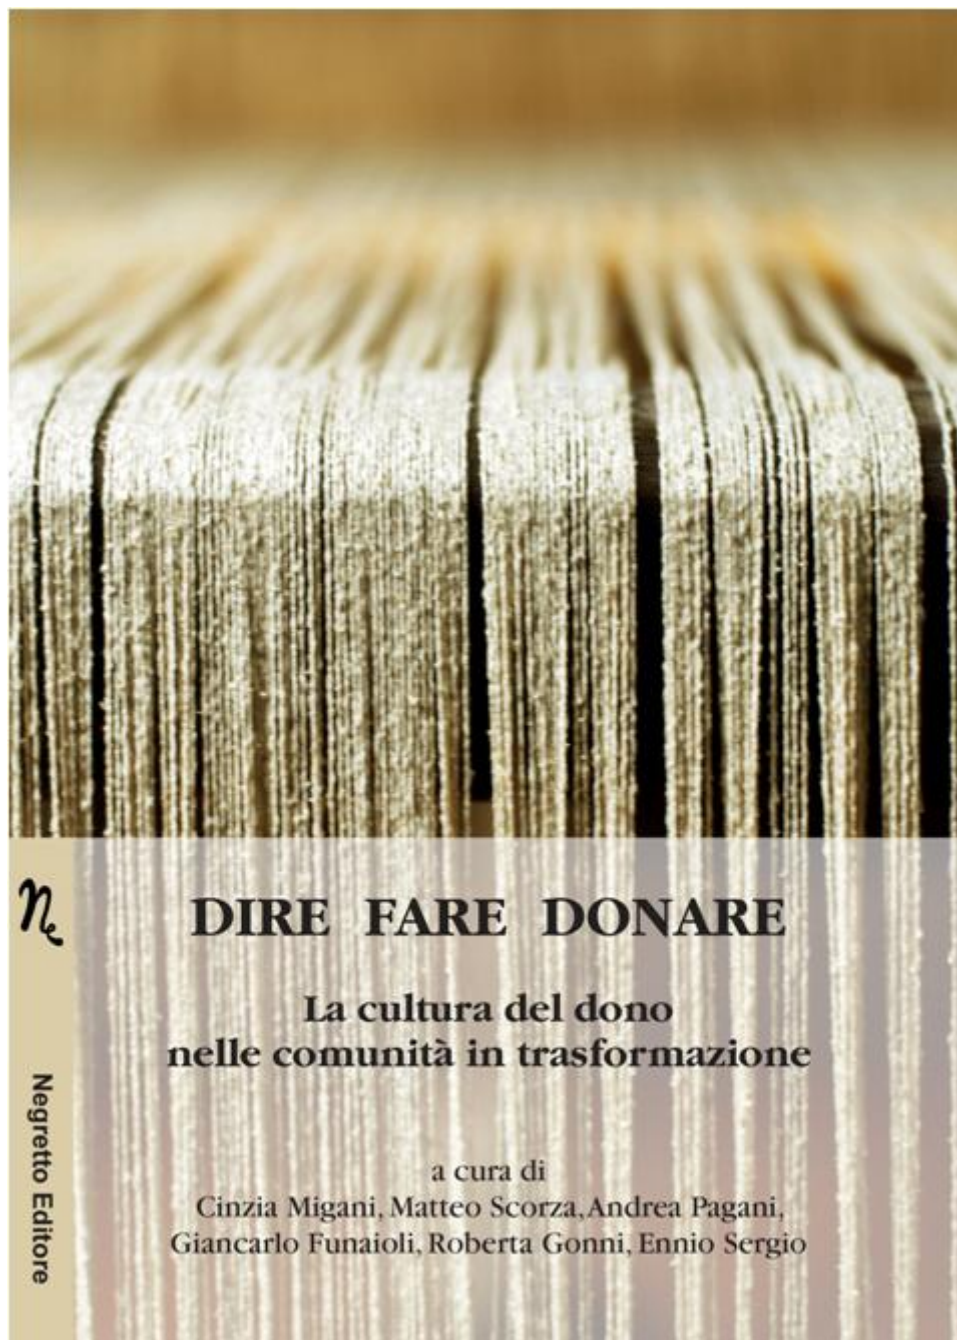 DIRE FARE DONARE
La cultura del dono
nelle comunità in trasformazione
a cura di
Cinzia Migani, Matteo Scorza, Andrea Pagani,
Giancarlo Funaioli, Roberta Gonni, Ennio Sergio
ne
Negretto Editore